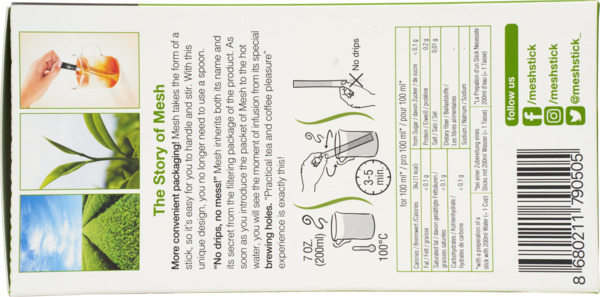 The Story of Mesh
More convenient packaging! Mesh takes the form of a
stick, so it's easy for you to handle and stir. With this
unique design, you no longer need to use a spoon.
"No drips, no mess!" Mesh inherits both its name and
its secret from the filtering package of the product. As
soon as you introduce the packet of Mesh to the hot
water, you will see the moment of infusion from its special
brewing holes. "Practical tea and coffee pleasure"
experience is exactly this!
7 OZ.
(200ml)
100°C
3-5
min.
No drips
for 100 ml* / pro 100 ml* / pour 100 ml*
Calories / Brennwert /Calories 3kj (1 kcal)
Fat / Fett / graisse < 0,1 g
Saturated fat / davon gesättigte Fettsäuren /
graisses saturées < 0,1 g
Carbohydrates / Kohlenhydrate /
hydrates de carbone < 0,1 g
from Sugar / davon Zucker / de sucre < 0,1 g
Protein / Eiweiß / protéine 0,2 g
Salt / Salz / Sel 0,01 g
Dietary fiber / Ballaststoffe /
Les fibres alimentaires -
Sodium / Natrium / Sodium -
*with a preparation of a
stick with 200ml Water (= 1 Cup)
*bei einer Zubereitung eines
Sticks mit 200ml Wasser (= 1 Tasse)
*La Prépation d'un Stick Necessite
200ml d'eau (= 1 Tasse)
follow us
/meshstick
/meshstick
@meshstick_
8 680211 790505